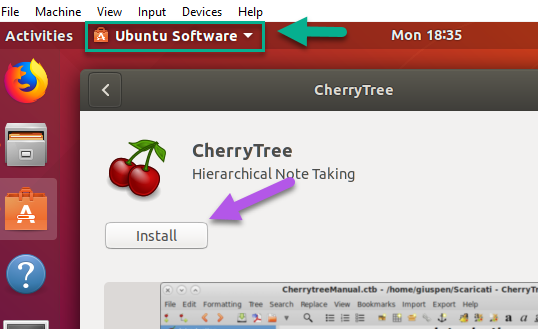 File Machine View Input Devices Help
Activities Ubuntu Software Mon 18:35
CherryTree
CherryTree
Hierarchical Note Taking
Install
CherrytreeManual.ctb - /home/giuspen/Scaricati - CherryT
File Edit Formatting Tree Search Replace View Bookmarks Import Export Help